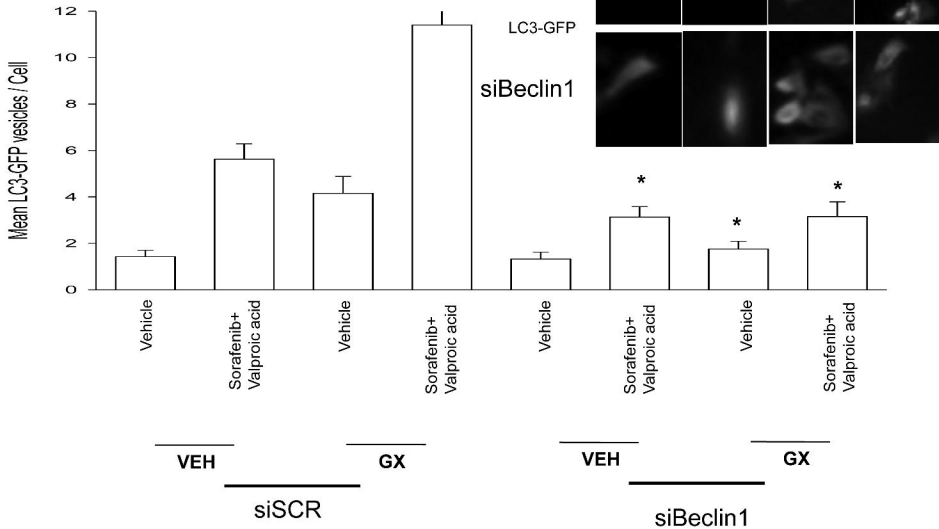 Mean LC3-GFP vesicles / Cell
12
10
8
6
4
2
0
LC3-GFP
siBeclin1
*
*
*
Vehicle
Sorafenib+
Valproic acid
Vehicle
Sorafenib+
Valproic acid
Vehicle
Sorafenib+
Valproic acid
Vehicle
Sorafenib+
Valproic acid
VEH
GX
VEH
GX
siSCR
siBeclin1